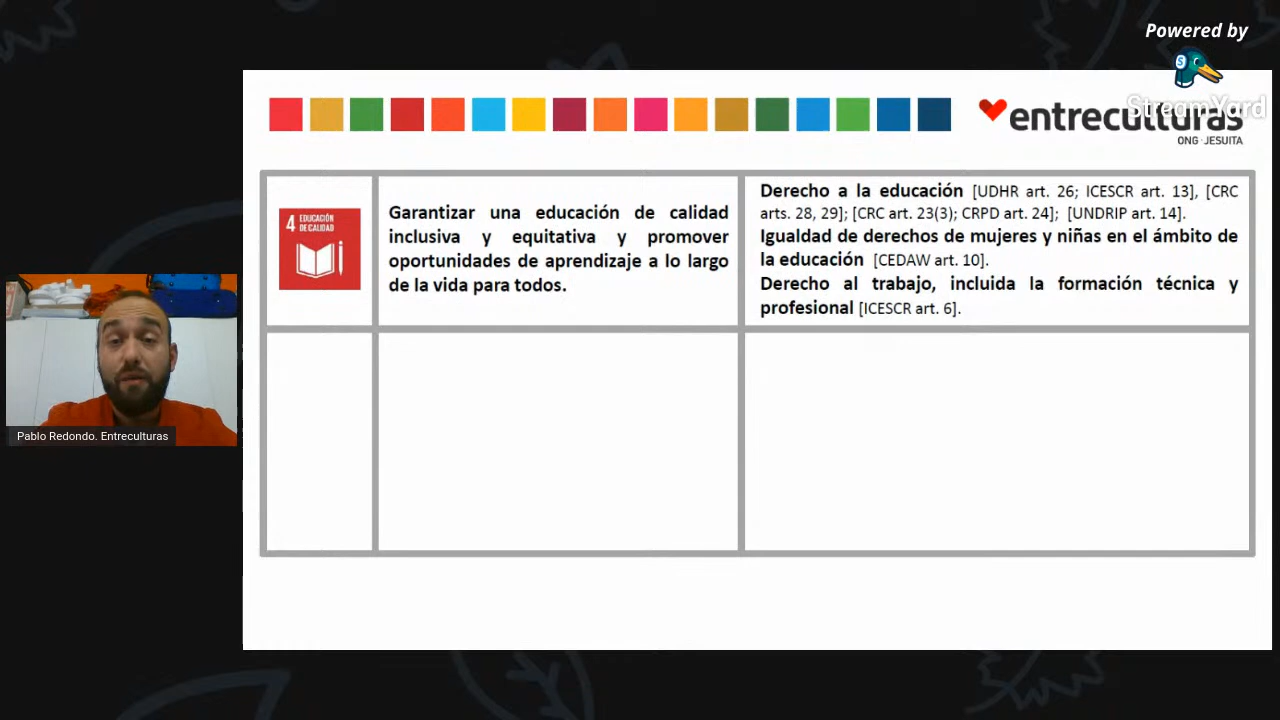 Powered by
StreamYard
entreculturas
ONG · JESUITA
4 EDUCACIÓN
DE CALIDAD
Garantizar una educación de calidad
inclusiva y equitativa y promover
oportunidades de aprendizaje a lo largo
de la vida para todos.
Derecho a la educación [UDHR art. 26; ICESCR art. 13], [CRC
arts. 28, 29]; [CRC art. 23(3); CRPD art. 24]; [UNDRIP art. 14].
Igualdad de derechos de mujeres y niñas en el ámbito de
la educación [CEDAW art. 10].
Derecho al trabajo, incluida la formación técnica y
profesional [ICESCR art. 6].
Pablo Redondo. Entreculturas